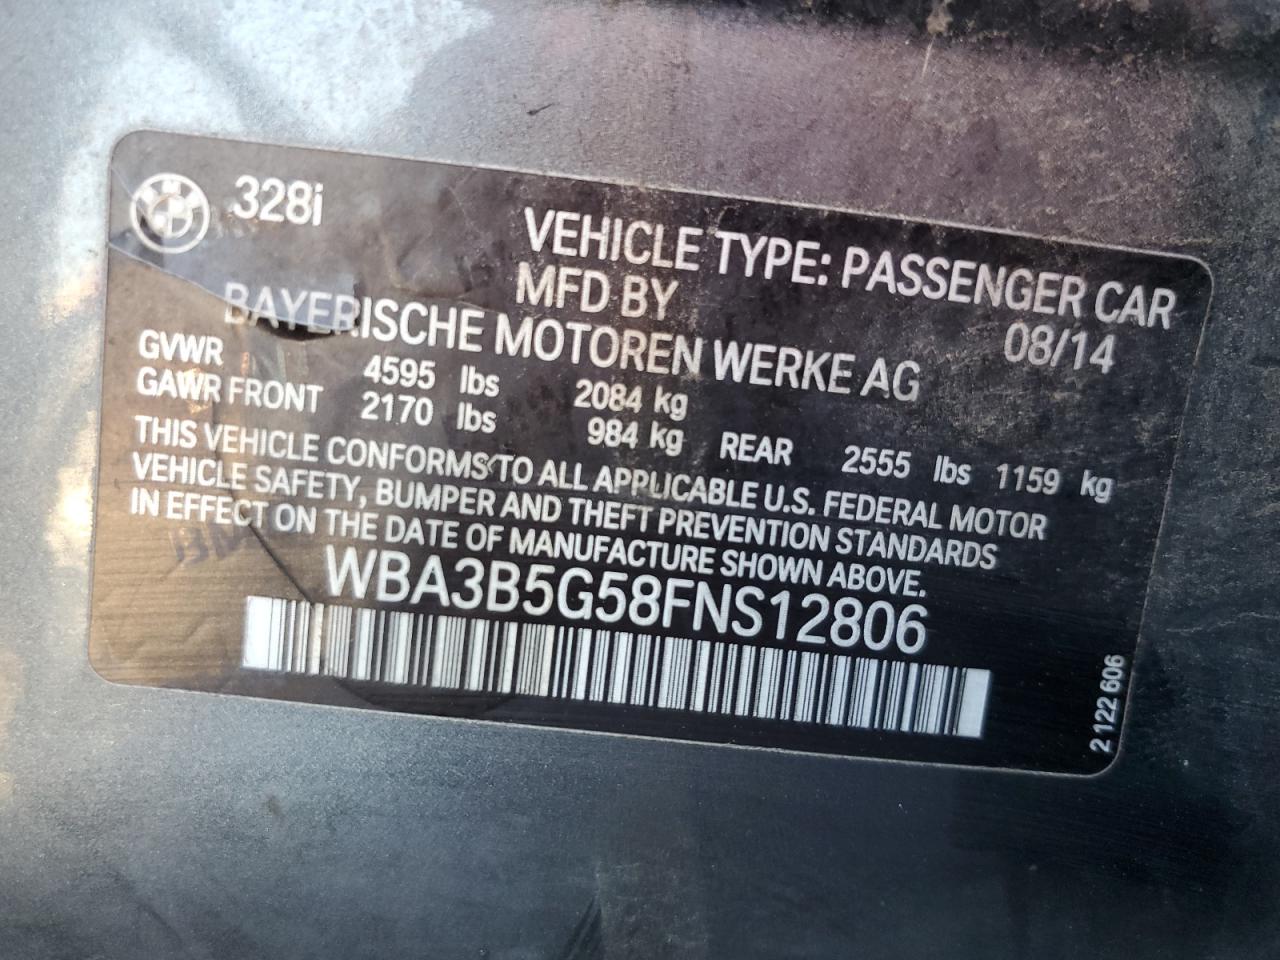 328i
VEHICLE TYPE: PASSENGER CAR
MFD BY
BAYERISCHE MOTOREN WERKE AG 08/14
GVWR 4595 lbs 2084 kg
GAWR FRONT 2170 lbs 984 kg REAR 2555 lbs 1159 kg
THIS VEHICLE CONFORMS TO ALL APPLICABLE U.S. FEDERAL MOTOR
VEHICLE SAFETY, BUMPER AND THEFT PREVENTION STANDARDS
IN EFFECT ON THE DATE OF MANUFACTURE SHOWN ABOVE.
WBA3B5G58FNS12806
2 122 606